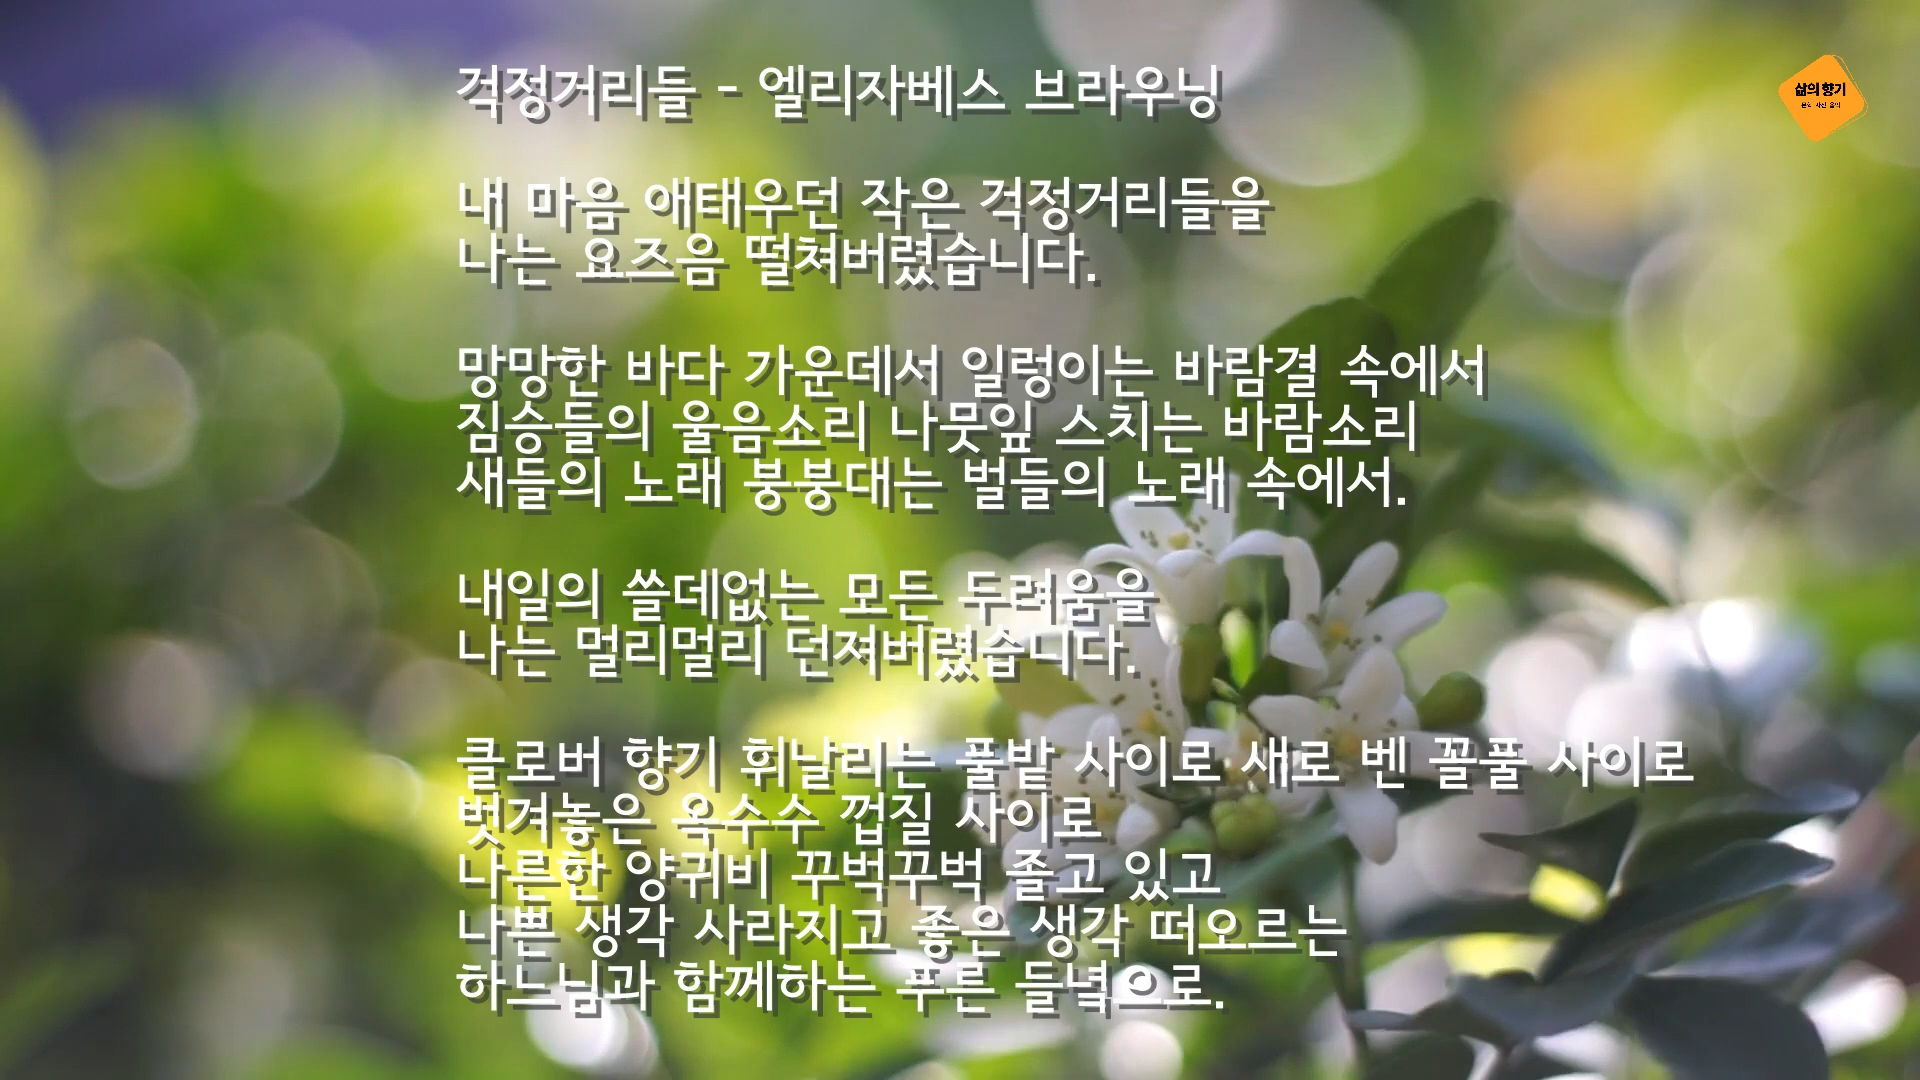 걱정거리들 - 엘리자베스 브라우닝
삶의 향기
내 마음 애태우던 작은 걱정거리들을
나는 요즈음 떨쳐버렸습니다.
망망한 바다 가운데서 일렁이는 바람결 속에서
짐승들의 울음소리 나뭇잎 스치는 바람소리
새들의 노래 붕붕대는 벌들의 노래 속에서.
내일의 쓸데없는 모든 두려움을
나는 멀리멀리 던져버렸습니다.
클로버 향기 휘날리는 풀밭 사이로 새로 벤 꼴풀 사이로
벗겨놓은 옥수수 껍질 사이로
나른한 양귀비 꾸벅꾸벅 졸고 있고
나쁜 생각 사라지고 좋은 생각 떠오르는
하느님과 함께하는 푸른 들녘으로.